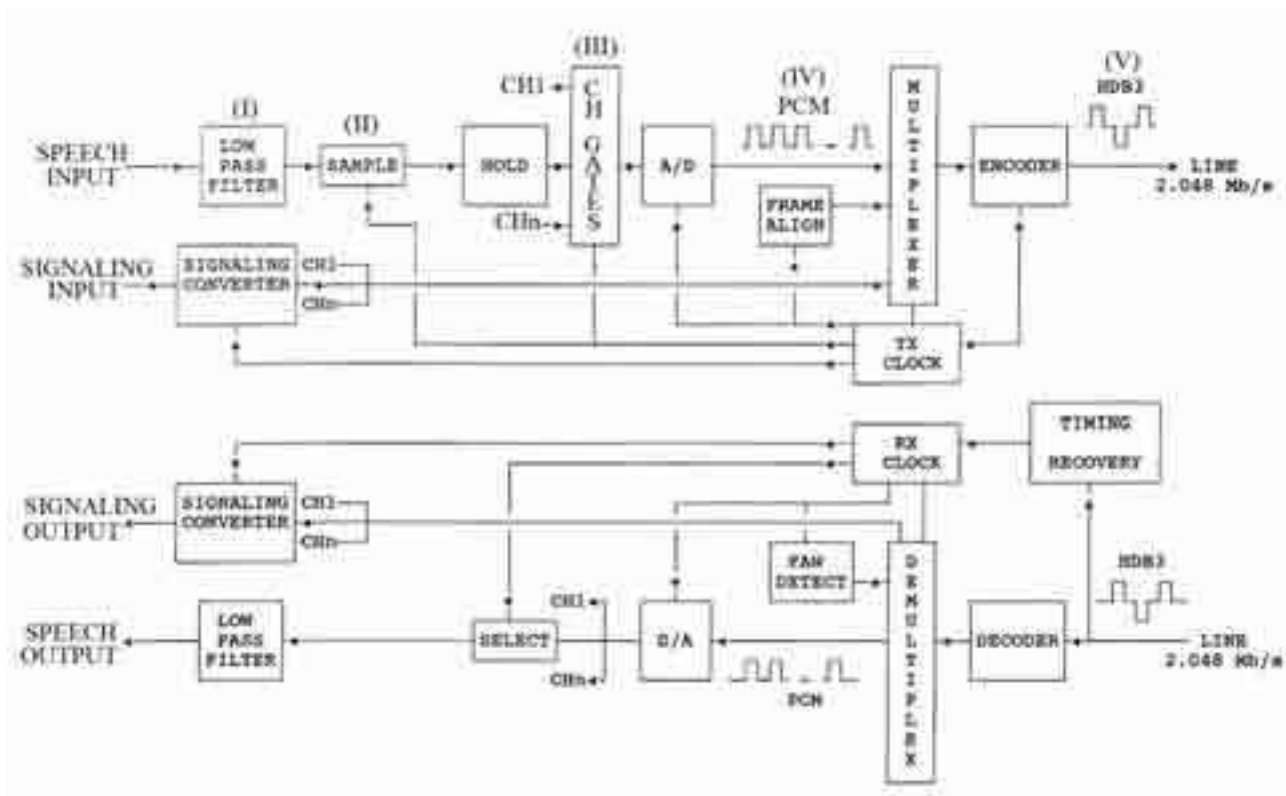 (III)
(I)
(II)
CH1
CH GATES
(IV)
PCM
MULTIPLEXER
(V)
HDB3
SPEECH
INPUT
LOW
PASS
FILTER
SAMPLE
HOLD
A/D
ENCODER
LINE
2.048 Mb/s
CHn
FRAME
ALIGN
SIGNALING
INPUT
SIGNALING
CONVERTER
CH1
CHn
TX
CLOCK
RX
CLOCK
TIMING
RECOVERY
SIGNALING
OUTPUT
SIGNALING
CONVERTER
CH1
CHn
FAW
DETECT
DEMULTIPLEX
HDB3
SPEECH
OUTPUT
LOW
PASS
FILTER
SELECT
CH1
CHn
D/A
PCM
DECODER
LINE
2.048 Mb/s